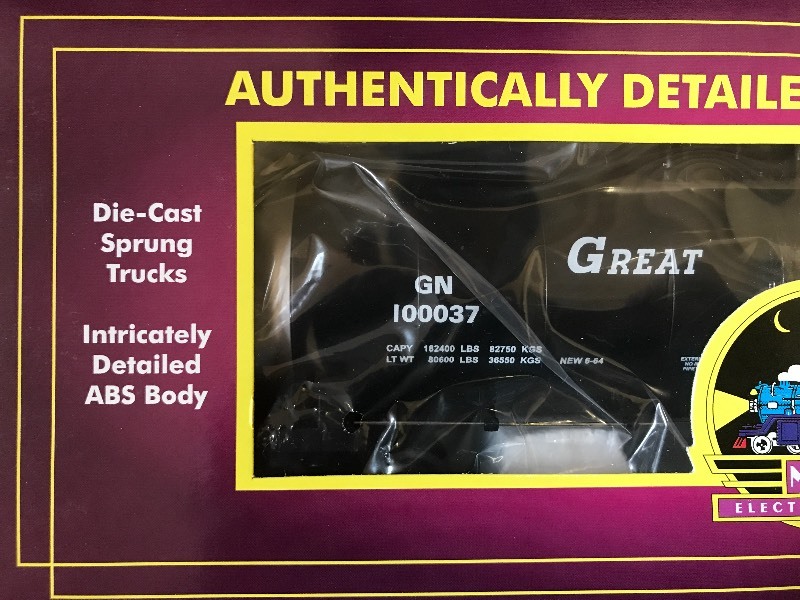 AUTHENTICALLY DETAILE
Die-Cast
Sprung
Trucks
Intricately
Detailed
ABS Body
GREAT
GN
100037
CAPY 162400 LBS 82750 KGS
LT WT 80600 LBS 36550 KGS NEW 6-64
M
ELECT